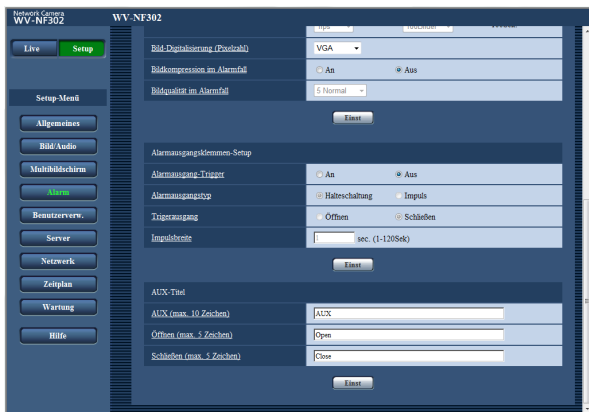 Network Camera
WV-NF302
WV-NF302
Live Setup
Setup-Menü
Allgemeines
Bild/Audio
Multibildschirm
Alarm
Benutzerverw.
Server
Netzwerk
Zeitplan
Wartung
Hilfe
Bild-Digitalisierung (Pixelzahl) VGA
Bildkompression im Alarmfall An Aus
Bildqualität im Alarmfall 5 Normal
Einst
Alarmausgangsklemmen-Setup
Alarmausgang-Trigger An Aus
Alarmausgangstyp Halteschaltung Impuls
Trigerausgang Öffnen Schließen
Impulsbreite 1 sec. (1-120Sek)
Einst
AUX-Titel
AUX (max. 10 Zeichen) AUX
Öffnen (max. 5 Zeichen) Open
Schließen (max. 5 Zeichen) Close
Einst